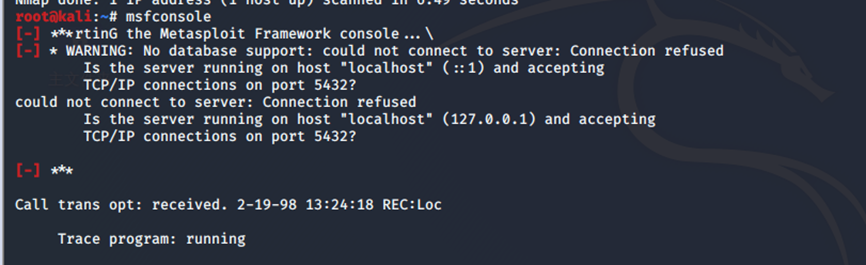 Nmap done: 1 IP address (1 host up) scanned in 6.49 seconds
root@kali:~# msfconsole
[-] ***rtinG the Metasploit Framework console...\
[-] * WARNING: No database support: could not connect to server: Connection refused
Is the server running on host "localhost" (::1) and accepting
TCP/IP connections on port 5432?
could not connect to server: Connection refused
Is the server running on host "localhost" (127.0.0.1) and accepting
TCP/IP connections on port 5432?
[-] ***
Call trans opt: received. 2-19-98 13:24:18 REC:Loc
Trace program: running